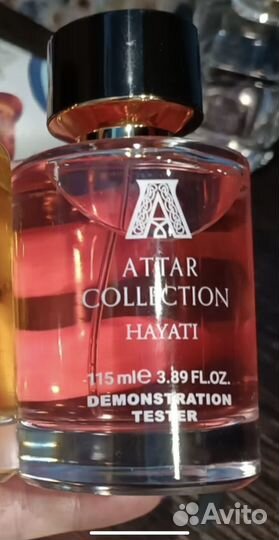 A
ATTAR
COLLECTION
HAYATI
115 ml℮ 3.89 FL.OZ.
DEMONSTRATION
TESTER
Avito